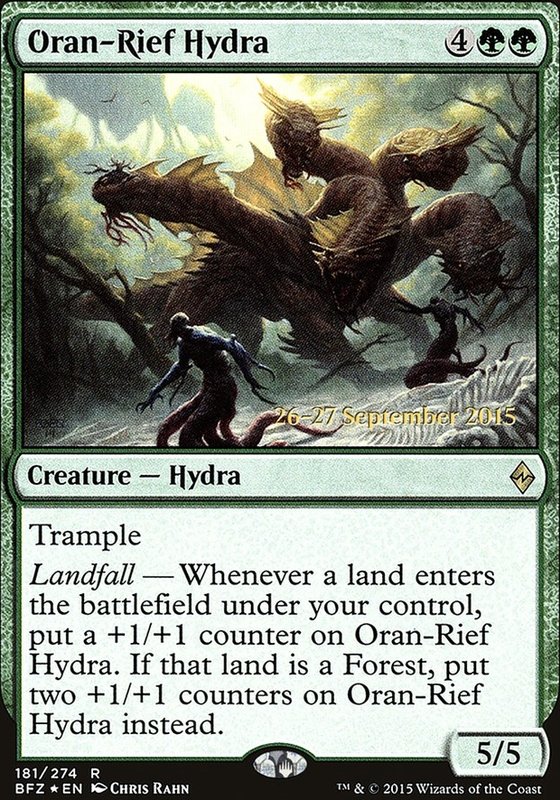 Oran-Rief Hydra 4
26–27 September 2015
Creature — Hydra
Trample
Landfall — Whenever a land enters
the battlefield under your control,
put a +1/+1 counter on Oran-Rief
Hydra. If that land is a Forest, put
two +1/+1 counters on Oran-Rief
Hydra instead.
5/5
181/274 R
BFZ ★ EN Chris Rahn
™ & © 2015 Wizards of the Coast